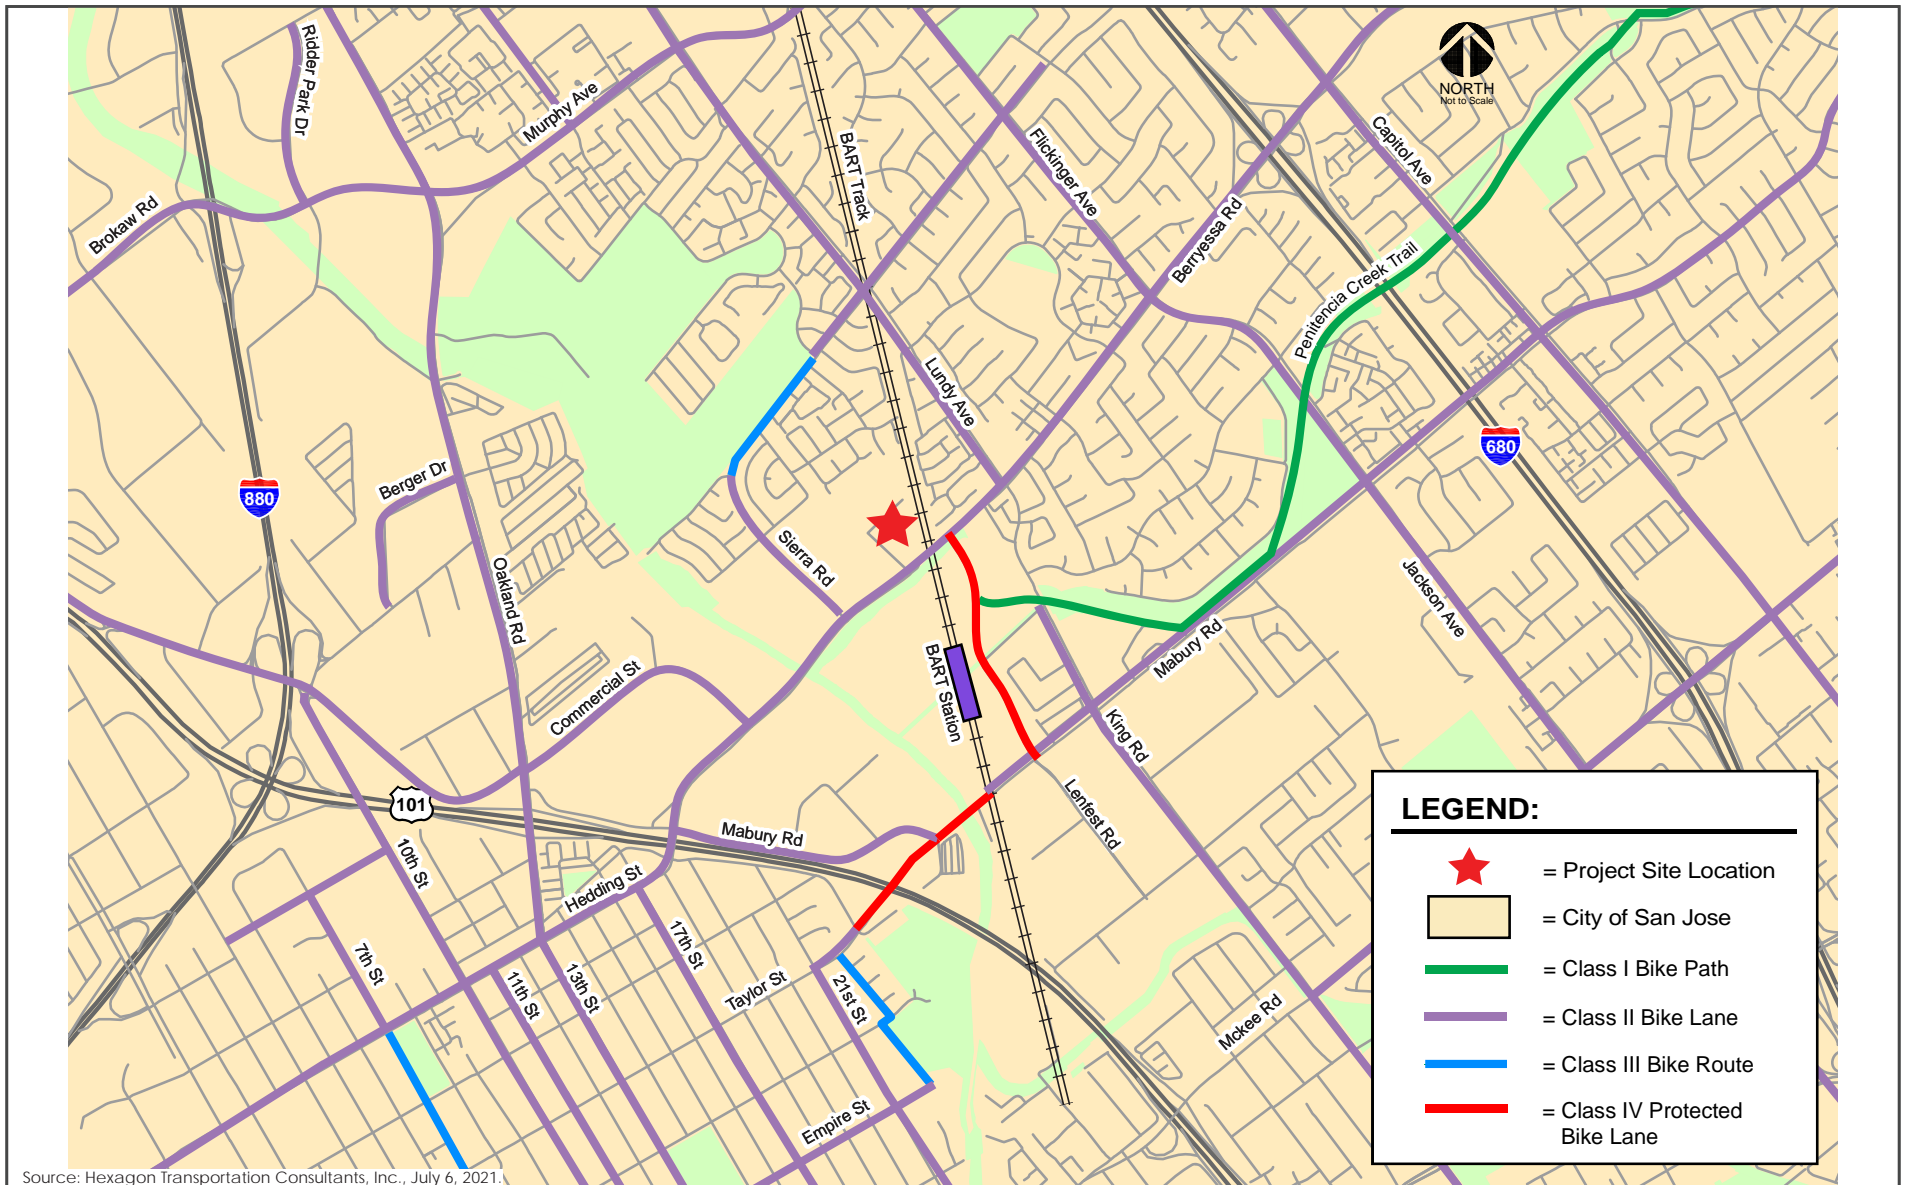 Ridder Park Dr
Murphy Ave
Brokaw Rd
BART Track
Flickinger Ave
Berryessa Rd
NORTH
Not to Scale
Capitol Ave
Penitencia Creek Trail
Lundy Ave
880
680
Berger Dr
Oakland Rd
Sierra Rd
Jackson Ave
Commercial St
BART Station
Mabury Rd
King Rd
101
Mabury Rd
Lenfest Rd
10th St
Hedding St
7th St
11th St
13th St
17th St
Taylor St
21st St
Empire St
Mckee Rd
LEGEND:
= Project Site Location
= City of San Jose
= Class I Bike Path
= Class II Bike Lane
= Class III Bike Route
= Class IV Protected
Bike Lane
Source: Hexagon Transportation Consultants, Inc., July 6, 2021.